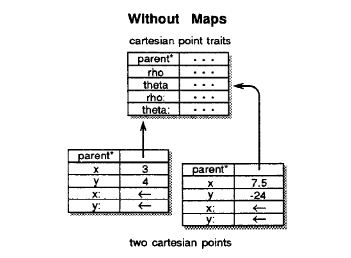 Without Maps
cartesian point traits
parent* · · ·
rho · · ·
theta · · ·
rho: · · ·
theta: · · ·
parent*
x 3
y 4
x: ←
y: ←
parent*
x 7.5
y -24
x: ←
y: ←
two cartesian points